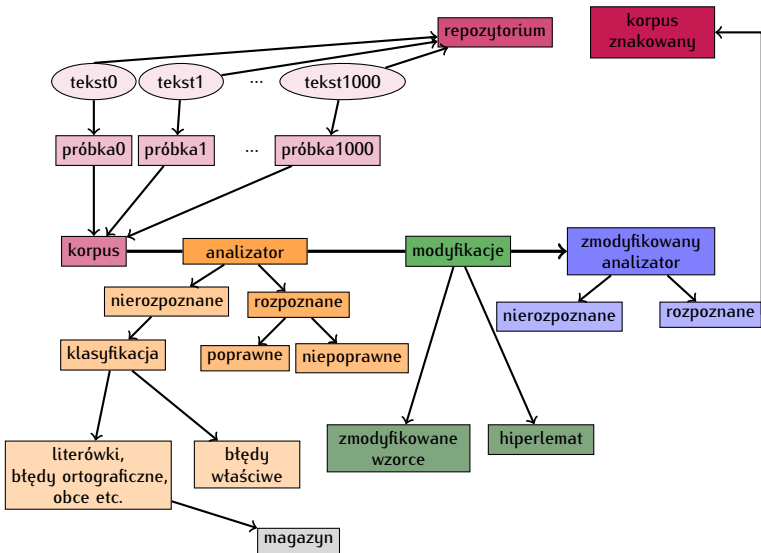 repozytorium
korpus
znakowany
tekst0
tekst1
...
tekst1000
próbka0
próbka1
...
próbka1000
korpus
analizator
modyfikacje
zmodyfikowany
analizator
nierozpoznane
rozpoznane
nierozpoznane
rozpoznane
klasyfikacja
poprawne
niepoprawne
literówki,
błędy ortograficzne,
obce etc.
błędy
właściwe
zmodyfikowane
wzorce
hiperlemat
magazyn